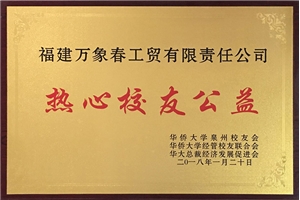 福建万象春工贸有限责任公司
热心校友公益
华侨大学泉州校友会
华侨大学经管校友联合会
华大总裁经济发展促进会
二〇一八年一月二十日